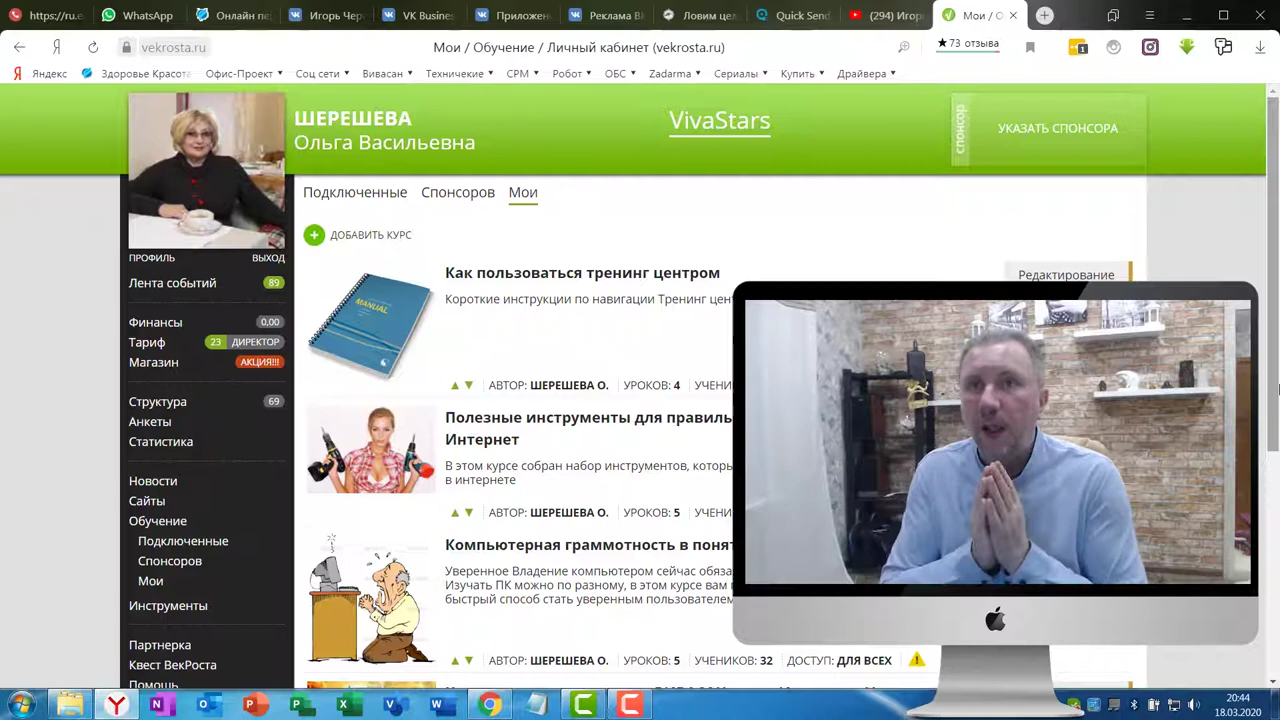 https://ru.e
WhatsApp
Онлайн пе
Игорь Чер
VK Busines
Приложен
Реклама В
Ловим цел
Quick Send
(294) Игор
Мои / О
vekrosta.ru
Мои / Обучение / Личный кабинет (vekrosta.ru)
★ 73 отзыва
Яндекс
Здоровье Красота
Офис-Проект
Соц сети
Вивасан
Технические
СРМ
Робот
ОБС
Zadarma
Сериалы
Купить
Драйвера
ШЕРЕШЕВА
Ольга Васильевна
VivaStars
спонсор
УКАЗАТЬ СПОНСОРА
Подключенные Спонсоров Мои
ДОБАВИТЬ КУРС
ПРОФИЛЬ ВЫХОД
Лента событий 89
Финансы 0,00
Тариф 23 ДИРЕКТОР
Магазин АКЦИЯ!!!
Структура 69
Анкеты
Статистика
Новости
Сайты
Обучение
Подключенные
Спонсоров
Мои
Инструменты
Партнерка
Квест ВекРоста
Помощь
MANUAL
Как пользоваться тренинг центром
Редактирование
Короткие инструкции по навигации Тренинг цен
АВТОР: ШЕРЕШЕВА О. УРОКОВ: 4 УЧЕНИ
Полезные инструменты для правиль
Интернет
В этом курсе собран набор инструментов, которы
в интернете
АВТОР: ШЕРЕШЕВА О. УРОКОВ: 5 УЧЕНИ
Компьютерная граммотность в понят
Уверенное Владение компьютером сейчас обяза
Изучать ПК можно по разному, в этом курсе вам п
быстрый способ стать уверенным пользователем
АВТОР: ШЕРЕШЕВА О. УРОКОВ: 5 УЧЕНИКОВ: 32 ДОСТУП: ДЛЯ ВСЕХ
20:44
18.03.2020